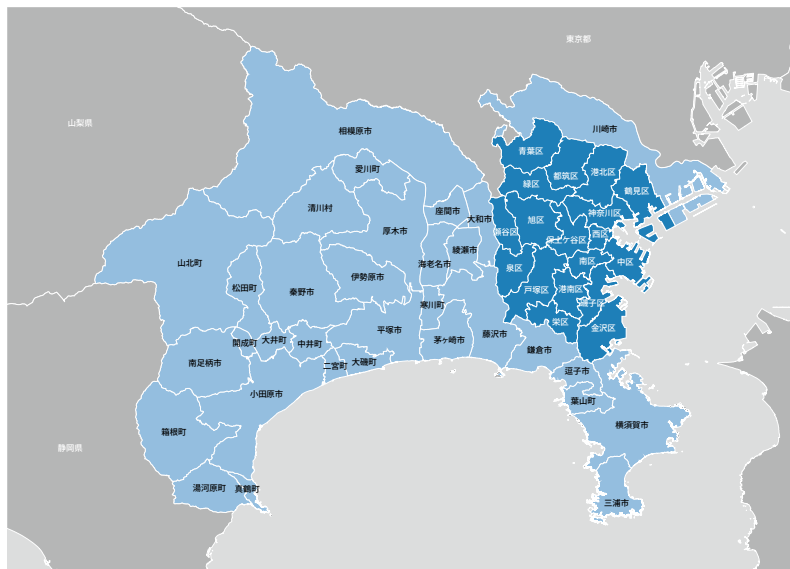 東京都
山梨県
相模原市
川崎市
青葉区
愛川町
都筑区
港北区
緑区
鶴見区
清川村
座間市
神奈川区
大和市
旭区
厚木市
瀬谷区
西区
保土ケ谷区
綾瀬市
山北町
海老名市
南区
中区
泉区
伊勢原市
松田町
秦野市
戸塚区
港南区
磯子区
寒川町
栄区
金沢区
平塚市
藤沢市
開成町
大井町
中井町
茅ヶ崎市
鎌倉市
南足柄市
二宮町
大磯町
逗子市
小田原市
葉山町
箱根町
横須賀市
静岡県
湯河原町
真鶴町
三浦市